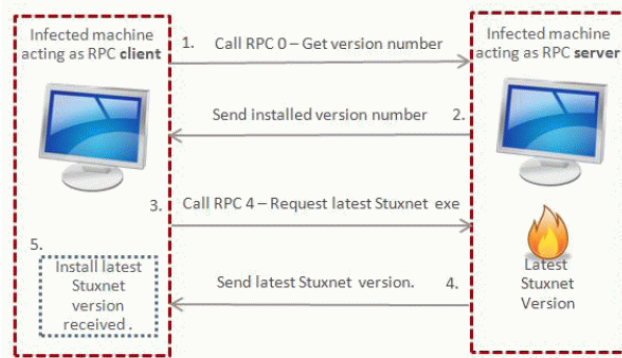 Infected machine
acting as RPC client
1. Call RPC 0 – Get version number
Infected machine
acting as RPC server
Send installed version number 2.
3. Call RPC 4 – Request latest Stuxnet exe
5.
Install latest
Stuxnet
version
received .
Send latest Stuxnet version. 4.
Latest
Stuxnet
Version